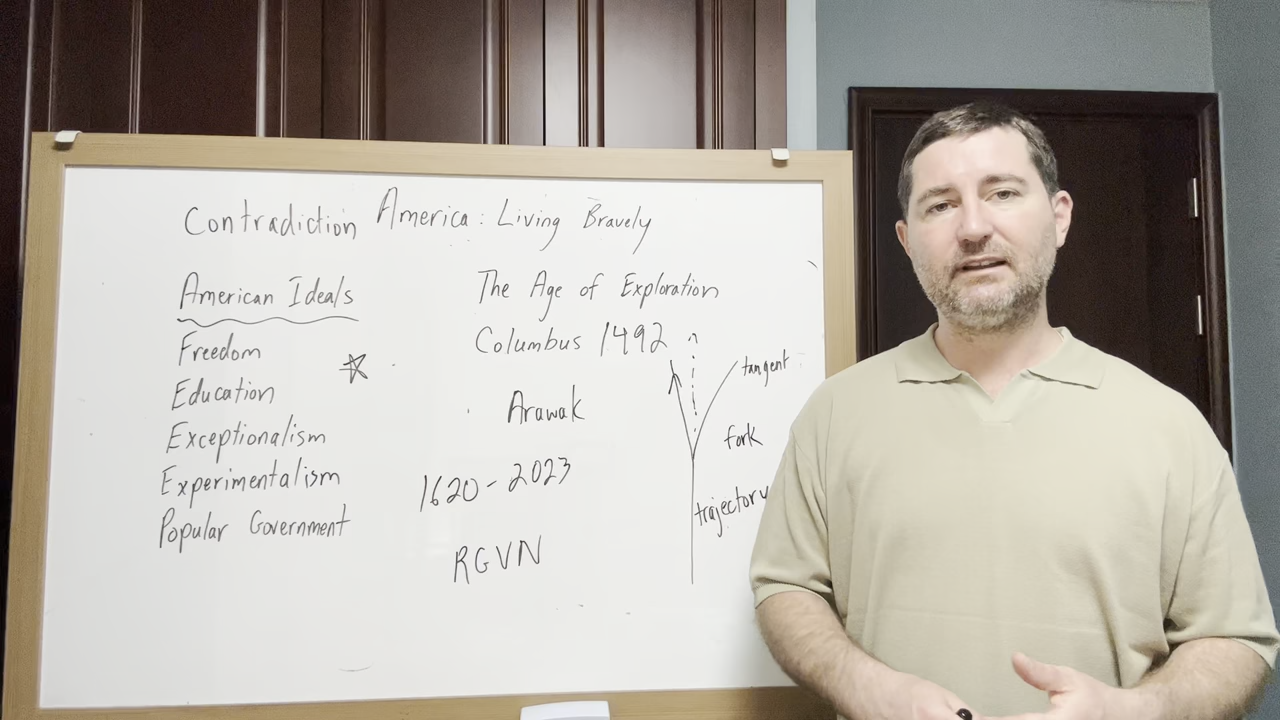 Contradiction America: Living Bravely
American Ideals
Freedom
Education
Exceptionalism
Experimentalism
Popular Government
The Age of Exploration
Columbus 1492
Arawak
1620-2023
RGVN
tangent
fork
trajectory